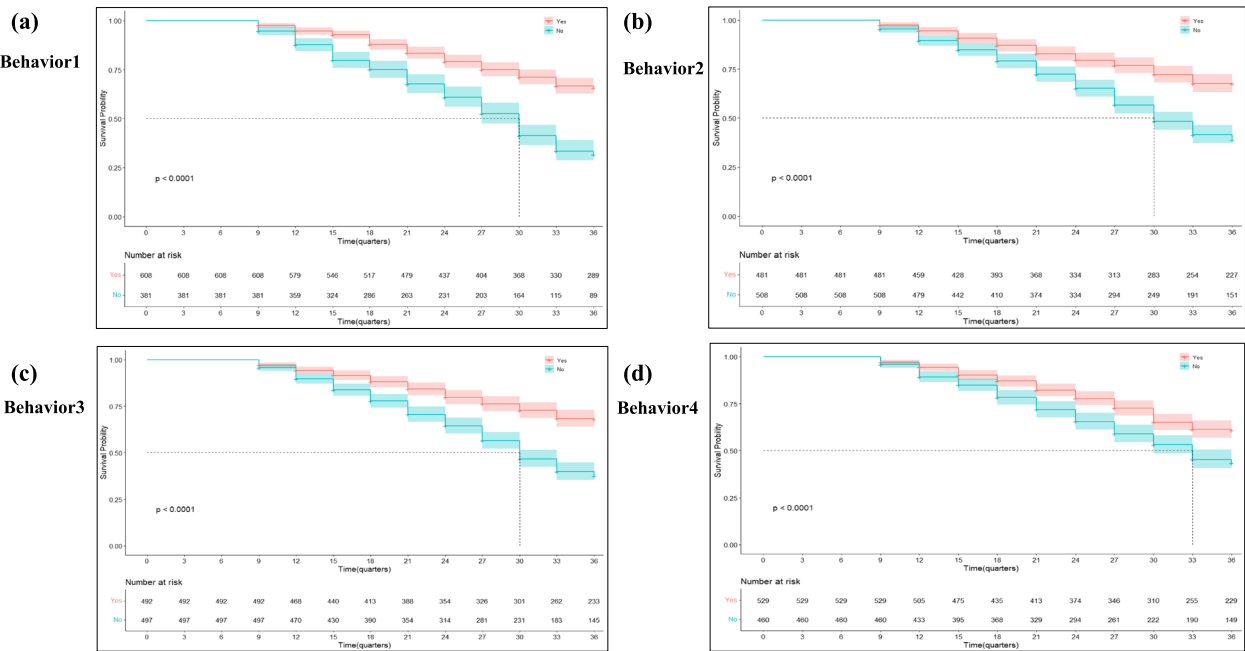 (a)
Behavior1
Yes
No
1.00
0.75
0.50
0.25
0.00
Survival Probility
p < 0.0001
0 3 6 9 12 15 18 21 24 27 30 33 36
Time(quarters)
Number at risk
Yes 608 608 608 608 579 546 517 479 437 404 368 330 289
No 381 381 381 381 359 324 286 263 231 203 164 115 89
0 3 6 9 12 15 18 21 24 27 30 33 36
Time(quarters)
(b)
Behavior2
Yes
No
1.00
0.75
0.50
0.25
0.00
Survival Probility
p < 0.0001
0 3 6 9 12 15 18 21 24 27 30 33 36
Time(quarters)
Number at risk
Yes 481 481 481 481 459 428 393 368 334 313 283 254 227
No 508 508 508 508 479 442 410 374 334 294 249 191 151
0 3 6 9 12 15 18 21 24 27 30 33 36
Time(quarters)
(c)
Behavior3
Yes
No
1.00
0.75
0.50
0.25
0.00
Survival Probility
p < 0.0001
0 3 6 9 12 15 18 21 24 27 30 33 36
Time(quarters)
Number at risk
Yes 492 492 492 492 468 440 413 388 354 326 301 262 233
No 497 497 497 497 470 430 390 354 314 281 231 183 145
0 3 6 9 12 15 18 21 24 27 30 33 36
Time(quarters)
(d)
Behavior4
Yes
No
1.00
0.75
0.50
0.25
0.00
Survival Probility
p < 0.0001
0 3 6 9 12 15 18 21 24 27 30 33 36
Time(quarters)
Number at risk
Yes 529 529 529 529 505 475 435 413 374 346 310 255 229
No 460 460 460 460 433 395 368 329 294 261 222 190 149
0 3 6 9 12 15 18 21 24 27 30 33 36
Time(quarters)